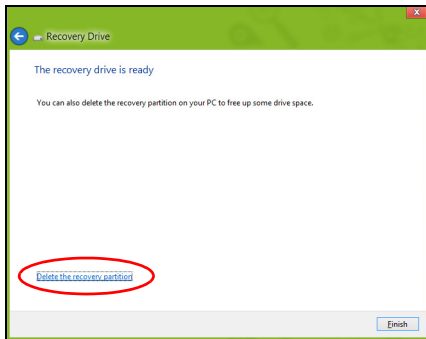 Recovery Drive
The recovery drive is ready
You can also delete the recovery partition on your PC to free up some drive space.
Delete the recovery partition
Finish